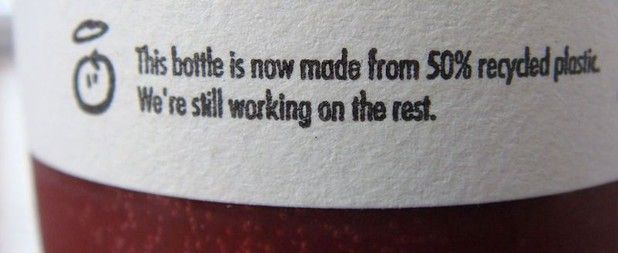 This bottle is now made from 50% recycled plastic.
We're still working on the rest.